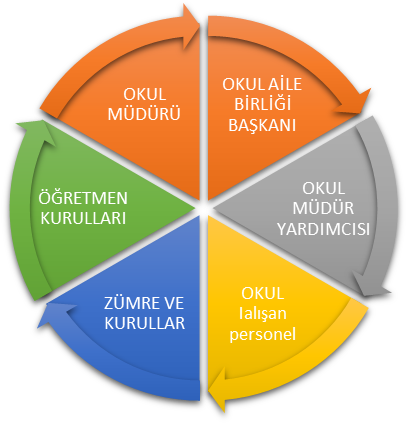 OKUL AİLE
BİRLİĞİ
BAŞKANI
OKUL
MÜDÜR
YARDIMCISI
OKUL
Ialışan
personel
ZÜMRE VE
KURULLAR
ÖĞRETMEN
KURULLARI
OKUL
MÜDÜRÜ